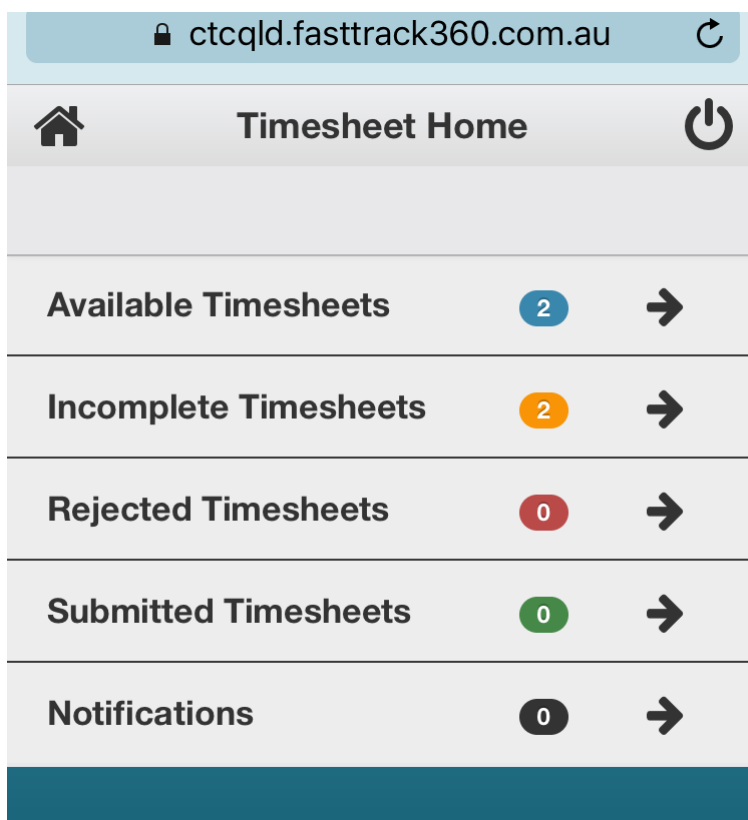 ctcqld.fasttrack360.com.au
Timesheet Home
Available Timesheets 2
Incomplete Timesheets 2
Rejected Timesheets 0
Submitted Timesheets 0
Notifications 0